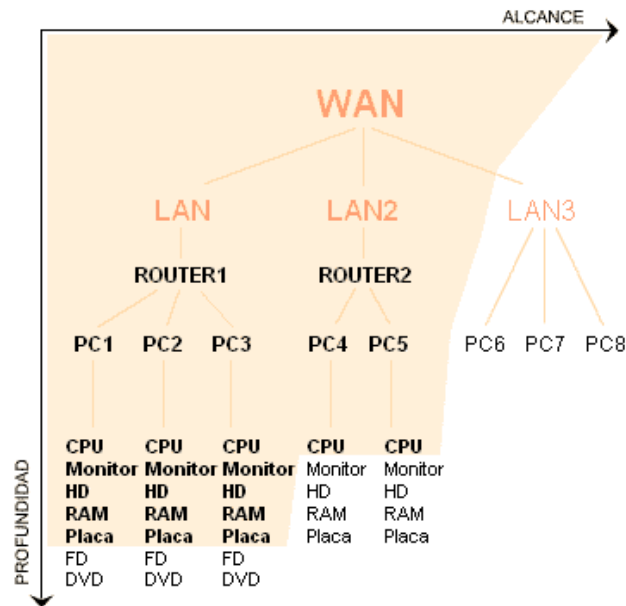 ALCANCE
WAN
LAN LAN2 LAN3
ROUTER1 ROUTER2
PC1 PC2 PC3 PC4 PC5 PC6 PC7 PC8
CPU CPU CPU CPU CPU
Monitor Monitor Monitor Monitor Monitor
HD HD HD HD HD
RAM RAM RAM RAM RAM
Placa Placa Placa Placa Placa
FD FD FD
DVD DVD DVD
PROFUNDIDAD